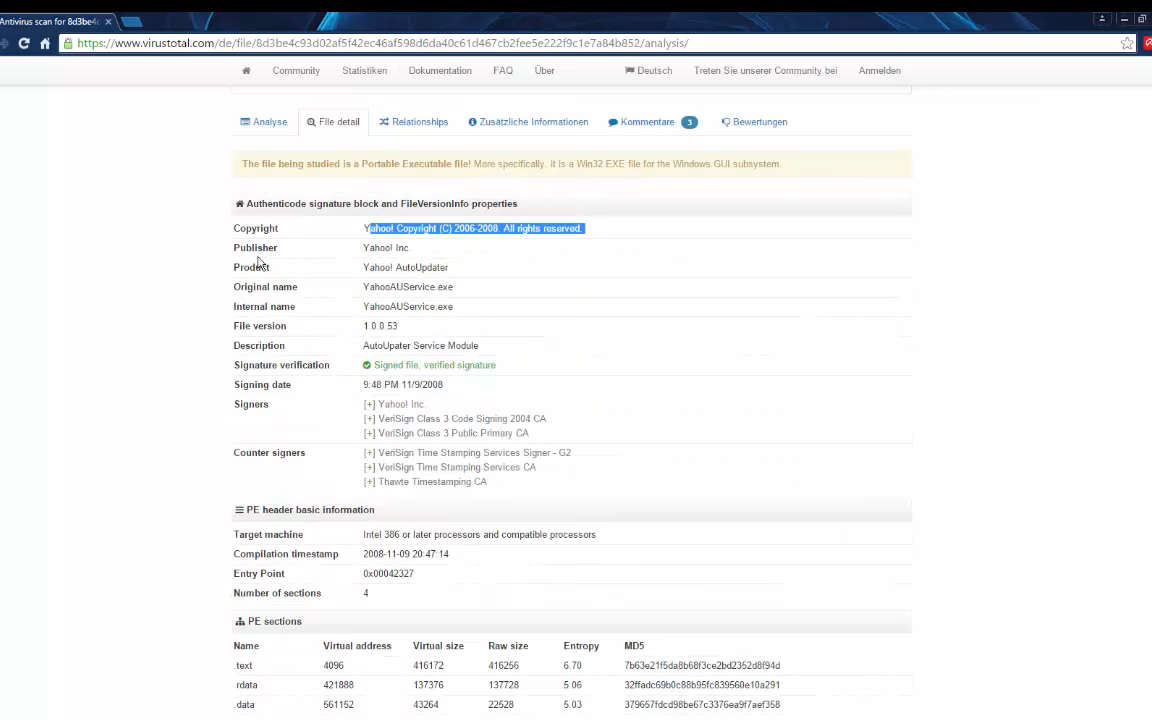 Antivirus scan for 8d3be4c
https://www.virustotal.com/de/file/8d3be4c93d02af5f42ec46af598d6da40c61d467cb2fee5e222f9c1e7a84b852/analysis/
Community Statistiken Dokumentation FAQ Über Deutsch Treten Sie unserer Community bei Anmelden
Analyse File detail Relationships Zusätzliche Informationen Kommentare 3 Bewertungen
The file being studied is a Portable Executable file! More specifically, it is a Win32 EXE file for the Windows GUI subsystem.
Authenticode signature block and FileVersionInfo properties
Copyright Yahoo! Copyright (C) 2006-2008. All rights reserved.
Publisher Yahoo! Inc.
Product Yahoo! AutoUpdater
Original name YahooAUService.exe
Internal name YahooAUService.exe
File version 1.0.0.53
Description AutoUpater Service Module
Signature verification Signed file, verified signature
Signing date 9:48 PM 11/9/2008
Signers [+] Yahoo! Inc.
[+] VeriSign Class 3 Code Signing 2004 CA
[+] VeriSign Class 3 Public Primary CA
Counter signers [+] VeriSign Time Stamping Services Signer - G2
[+] VeriSign Time Stamping Services CA
[+] Thawte Timestamping CA
PE header basic information
Target machine Intel 386 or later processors and compatible processors
Compilation timestamp 2008-11-09 20:47:14
Entry Point 0x00042327
Number of sections 4
PE sections
Name Virtual address Virtual size Raw size Entropy MD5
.text 4096 416172 416256 6.70 7b63e21f5da8b68f3ce2bd2352d8f94d
.rdata 421888 137376 137728 5.06 32ffadc69b0c88b95fc839560e10a291
.data 561152 43264 22528 5.03 379657fdcd98be67c3376ea9f7aef358